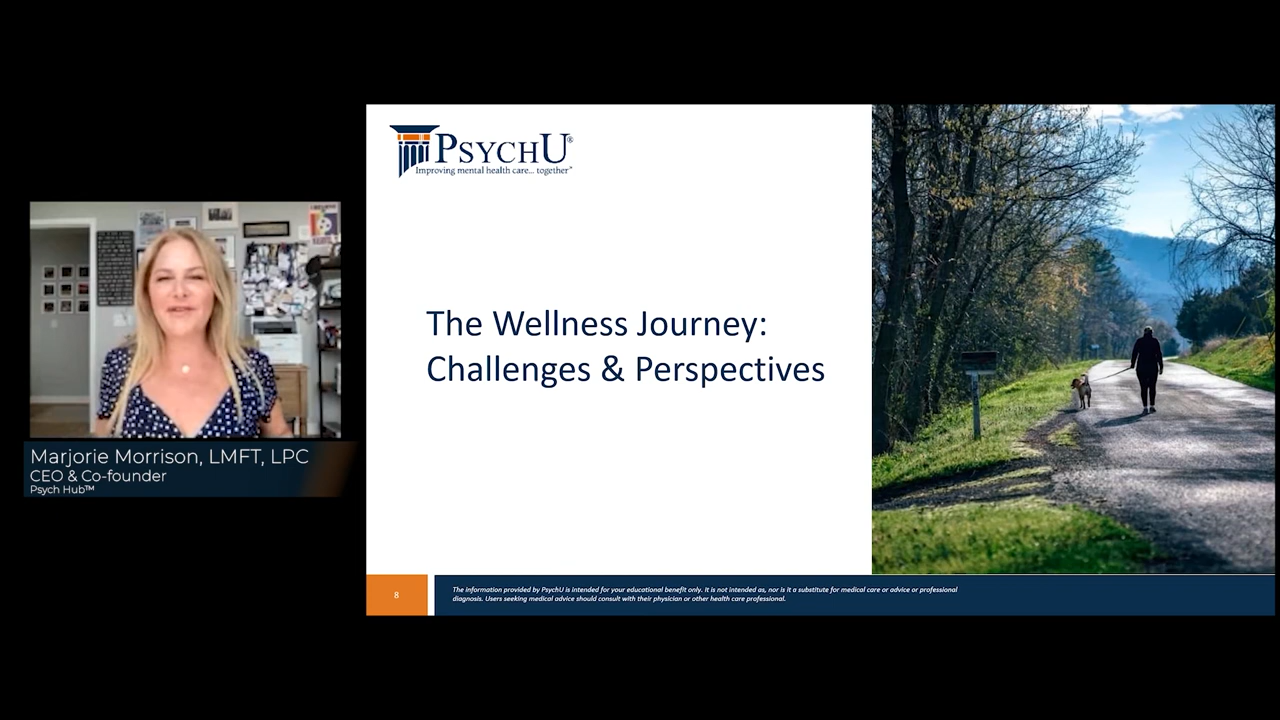 PSYCHU®
Improving mental health care... together™
The Wellness Journey:
Challenges & Perspectives
Marjorie Morrison, LMFT, LPC
CEO & Co-founder
Psych Hub™
8
The information provided by PsychU is intended for your educational benefit only. It is not intended as, nor is it a substitute for medical care or advice or professional
diagnosis. Users seeking medical advice should consult with their physician or other health care professional.